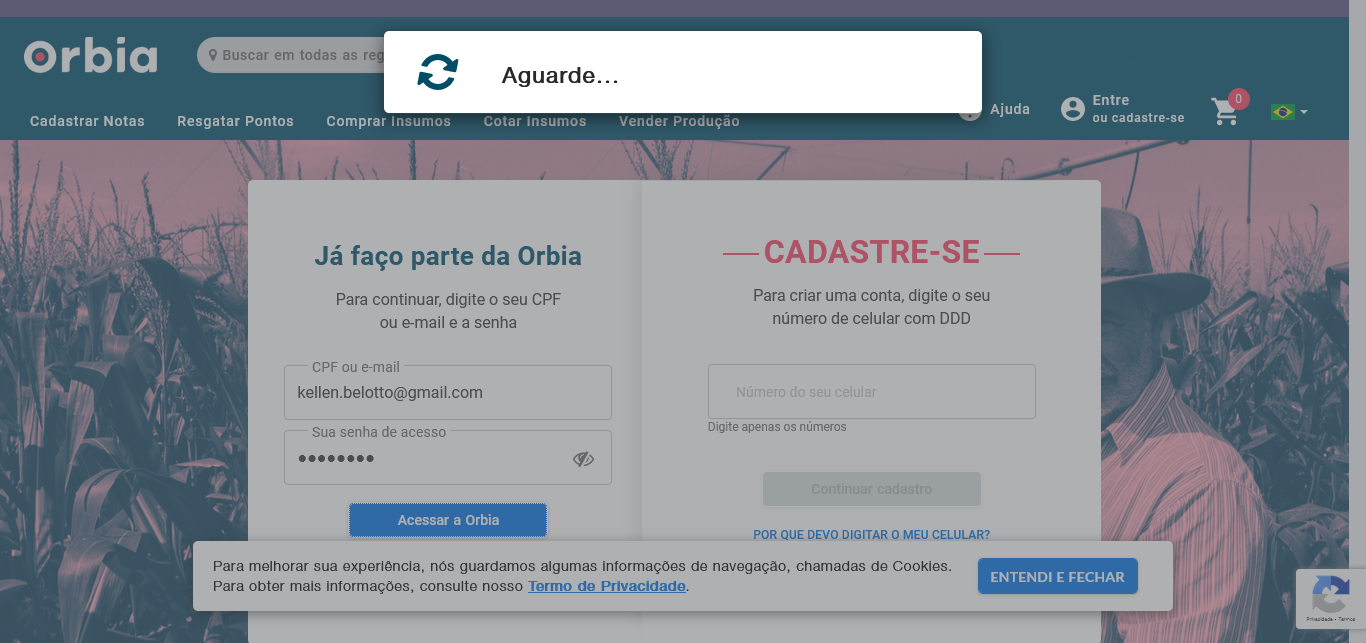 Orbia
Buscar em todas as reg
Aguarde...
Cadastrar Notas
Resgatar Pontos
Comprar Insumos
Cotar Insumos
Vender Produção
Ajuda
Entre
ou cadastre-se
0
Já faço parte da Orbia
Para continuar, digite o seu CPF
ou e-mail e a senha
CPF ou e-mail
kellen.belotto@gmail.com
Sua senha de acesso
••••••••
Acessar a Orbia
CADASTRE-SE
Para criar uma conta, digite o seu
número de celular com DDD
Número do seu celular
Digite apenas os números
Continuar cadastro
POR QUE DEVO DIGITAR O MEU CELULAR?
Para melhorar sua experiência, nós guardamos algumas informações de navegação, chamadas de Cookies.
Para obter mais informações, consulte nosso Termo de Privacidade.
ENTENDI E FECHAR
Privacidade • Termos